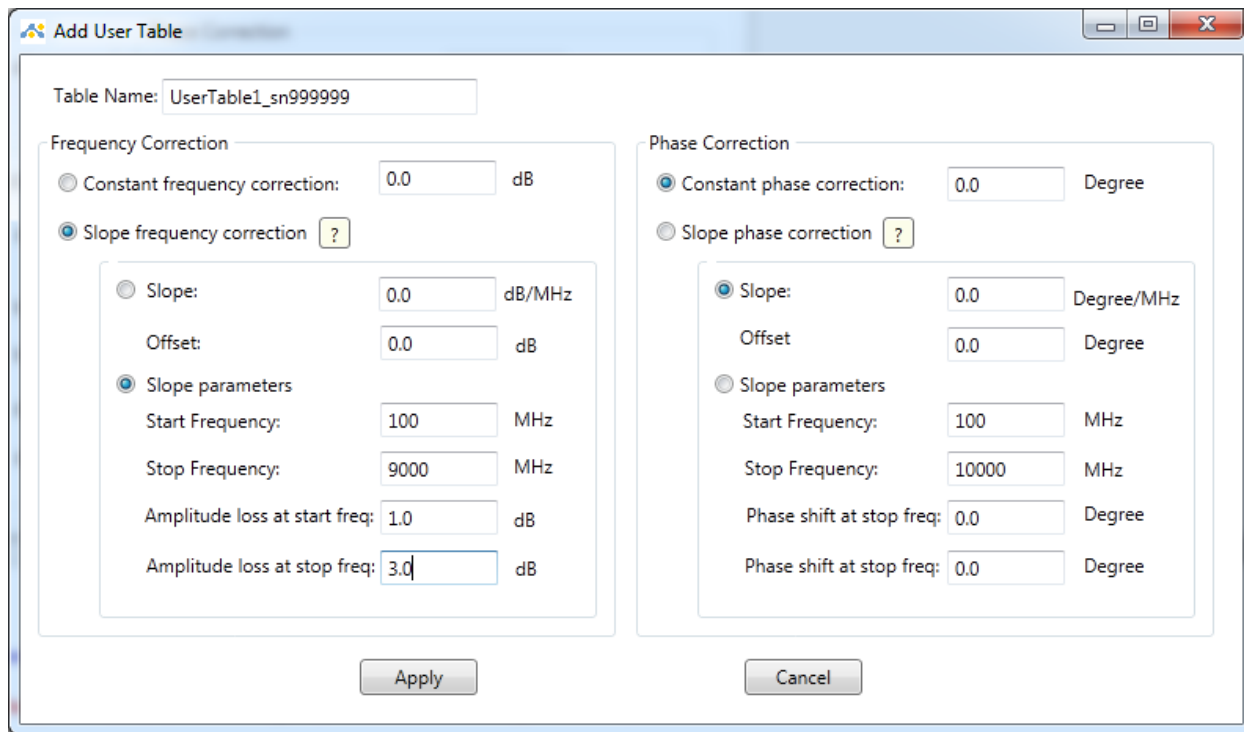 Add User Table
Correction
Table Name: UserTable1_sn999999
Frequency Correction
Constant frequency correction: 0.0 dB
Slope frequency correction ?
Slope: 0.0 dB/MHz
Offset: 0.0 dB
Slope parameters
Start Frequency: 100 MHz
Stop Frequency: 9000 MHz
Amplitude loss at start freq: 1.0 dB
Amplitude loss at stop freq: 3.0 dB
Phase Correction
Constant phase correction: 0.0 Degree
Slope phase correction ?
Slope: 0.0 Degree/MHz
Offset 0.0 Degree
Slope parameters
Start Frequency: 100 MHz
Stop Frequency: 10000 MHz
Phase shift at stop freq: 0.0 Degree
Phase shift at stop freq: 0.0 Degree
Apply Cancel